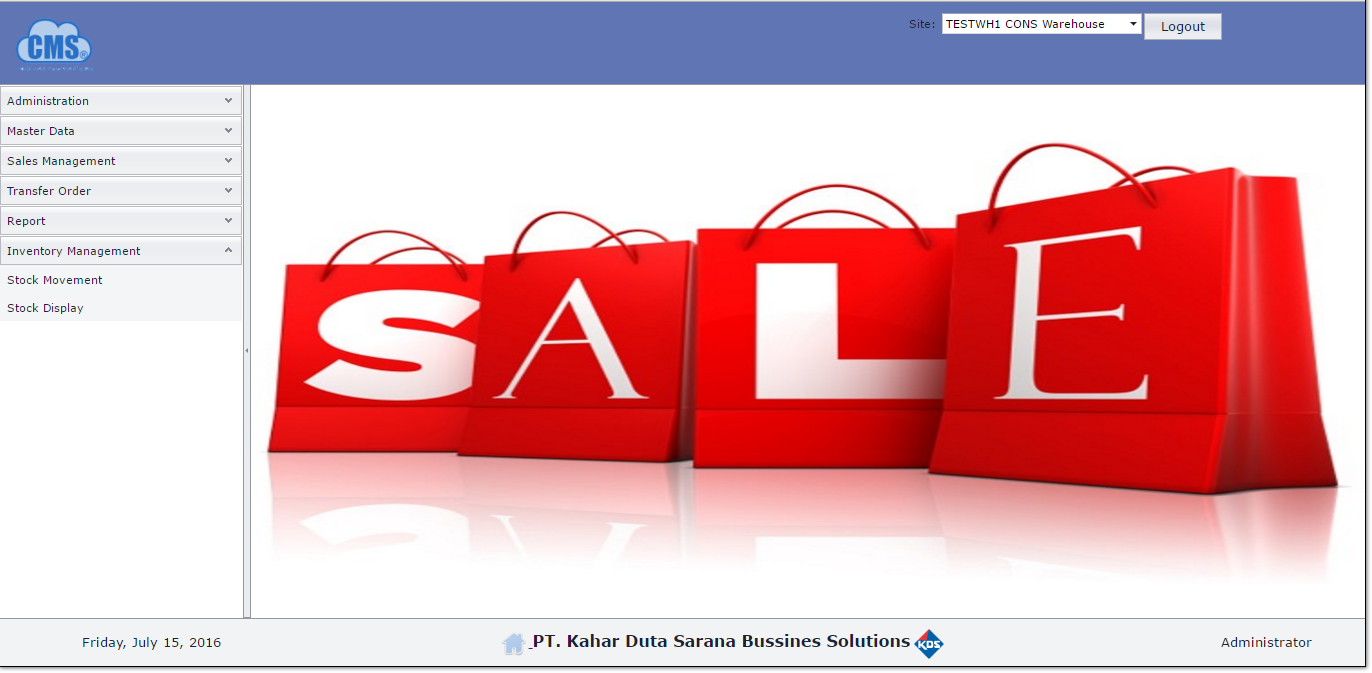 Site: TESTWH1 CONS Warehouse Logout
CMS®
Administration
Master Data
Sales Management
Transfer Order
Report
Inventory Management
Stock Movement
Stock Display
SALE
Friday, July 15, 2016
PT. Kahar Duta Sarana Bussines Solutions KDS
Administrator